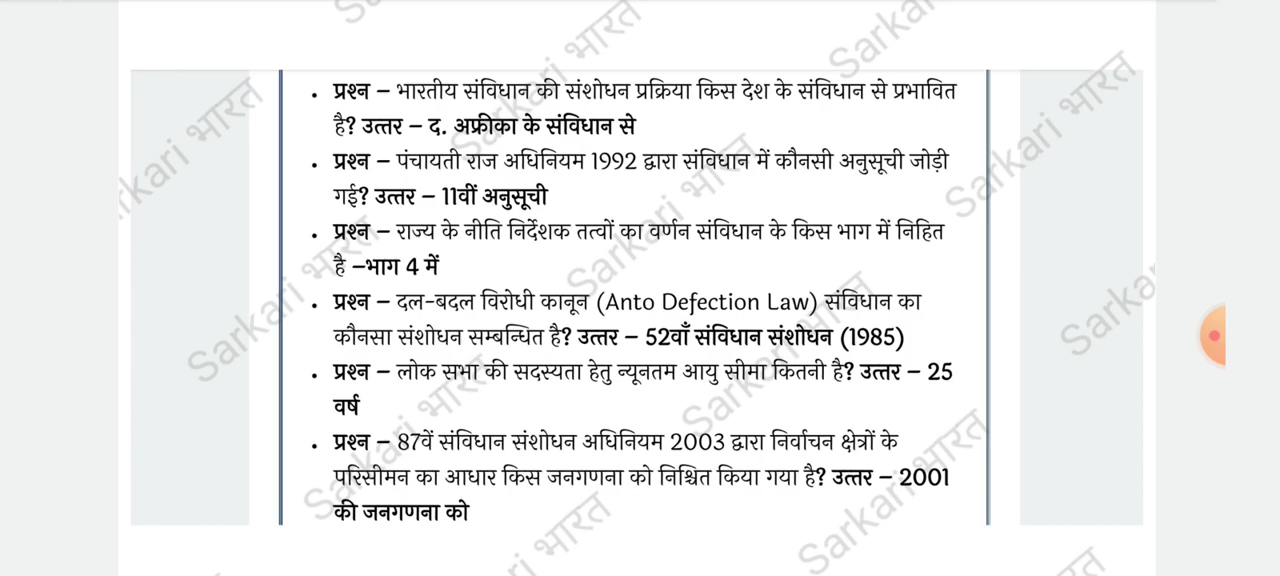 • प्रश्न – भारतीय संविधान की संशोधन प्रक्रिया किस देश के संविधान से प्रभावित
है? उत्तर – द. अफ्रीका के संविधान से
• प्रश्न – पंचायती राज अधिनियम 1992 द्वारा संविधान में कौनसी अनुसूची जोड़ी
गई? उत्तर – 11वीं अनुसूची
• प्रश्न – राज्य के नीति निर्देशक तत्वों का वर्णन संविधान के किस भाग में निहित
है –भाग 4 में
• प्रश्न – दल-बदल विरोधी कानून (Anto Defection Law) संविधान का
कौनसा संशोधन सम्बन्धित है? उत्तर – 52वाँ संविधान संशोधन (1985)
• प्रश्न – लोक सभा की सदस्यता हेतु न्यूनतम आयु सीमा कितनी है? उत्तर – 25
वर्ष
• प्रश्न – 87वें संविधान संशोधन अधिनियम 2003 द्वारा निर्वाचन क्षेत्रों के
परिसीमन का आधार किस जनगणना को निश्चित किया गया है? उत्तर – 2001
की जनगणना को
Sarkari भारत